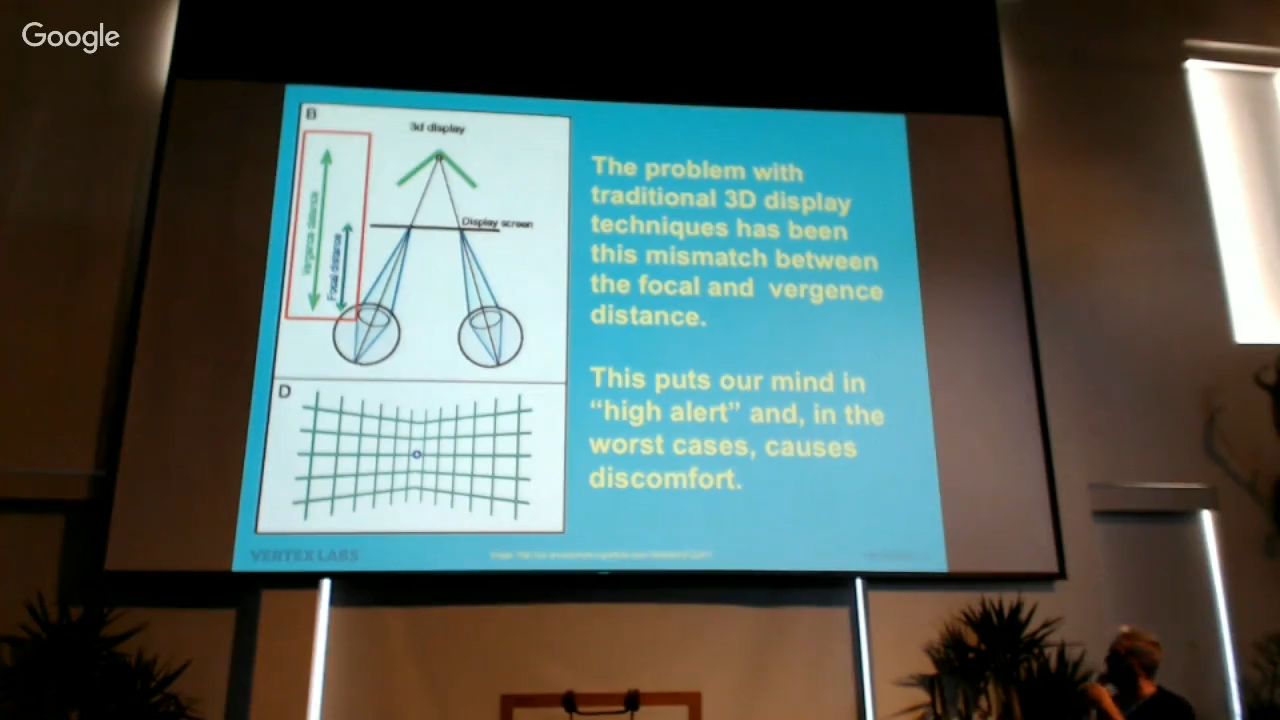 Google
B
3d display
Vergence distance
Focal distance
Display screen
The problem with
traditional 3D display
techniques has been
this mismatch between
the focal and vergence
distance.
This puts our mind in
“high alert” and, in the
worst cases, causes
discomfort.
D
VERTEX LABS